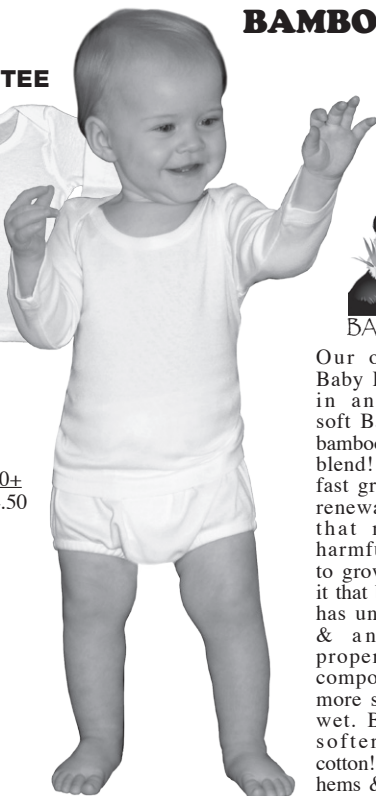 BAMBO
TEE
BA
0+
.50
Our o
Baby
in an
soft B
bamboo
blend!
fast gr
renewa
that
harmfu
to grow
it that
has un
& an
proper
compo
more s
wet. B
soften
cotton!
hems &